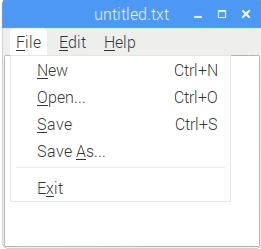 untitled.txt
File Edit Help
New Ctrl+N
Open... Ctrl+O
Save Ctrl+S
Save As...
Exit